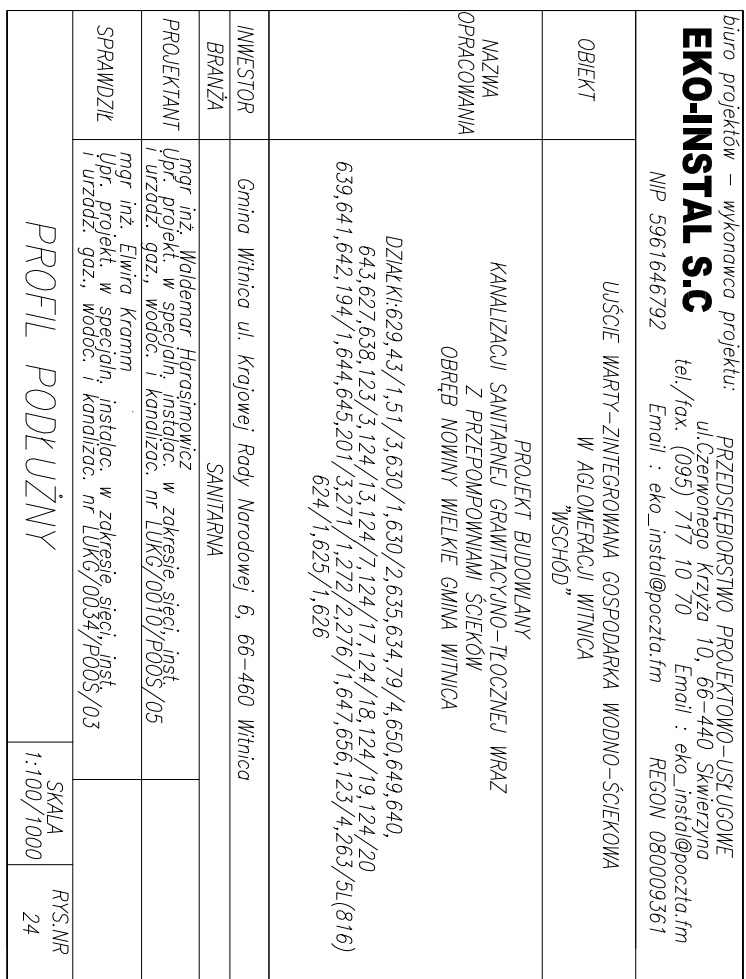 biuro projektów – wykonawca projektu:
EKO-INSTAL S.C
NIP 5961646792
PRZEDSIĘBIORSTWO PROJEKTOWO-USŁUGOWE
ul.Czerwonego Krzyża 10, 66-440 Skwierzyna
tel./fax. (095) 717 10 70 Email : eko_instal@poczta.fm
Email : eko_instal@poczta.fm REGON 080009361
OBIEKT
UJŚCIE WARTY-ZINTEGROWANA GOSPODARKA WODNO-ŚCIEKOWA
W AGLOMERACJI WITNICA
"WSCHÓD"
NAZWA
OPRACOWANIA
PROJEKT BUDOWLANY
KANALIZACJI SANITARNEJ GRAWITACYJNO-TŁOCZNEJ WRAZ
Z PRZEPOMPOWNIAMI ŚCIEKÓW
OBRĘB NOWINY WIELKIE GMINA WITNICA
DZIAŁKI:629,43/1,51/3,630/1,630/2,635,634,79/4,650,649,640,
643,627,638,123/3,124/13,124/7,124/17,124/18,124/19,124/20
639,641,642,194/1,644,645,201/3,271/1,272/2,276/1,647,656,123/4,263/5L(816)
624/1,625/1,626
INWESTOR
Gmina Witnica ul. Krajowej Rady Narodowej 6, 66-460 Witnica
BRANŻA
SANITARNA
PROJEKTANT
mgr inż. Waldemar Harasimowicz
Upr. projekt. w specjaln. instalac. w zakresie sieci, inst.
i urządz. gaz., wodoc. i kanalizac. nr LUKG/0010/POOS/05
SPRAWDZIŁ
mgr inż. Elwira Kramm
Upr. projekt. w specjaln. instalac. w zakresie sieci, inst.
i urządz. gaz., wodoc. i kanalizac. nr LUKG/0034/POOS/03
PROFIL PODŁUŻNY
SKALA
1:100/1000
RYS.NR
24